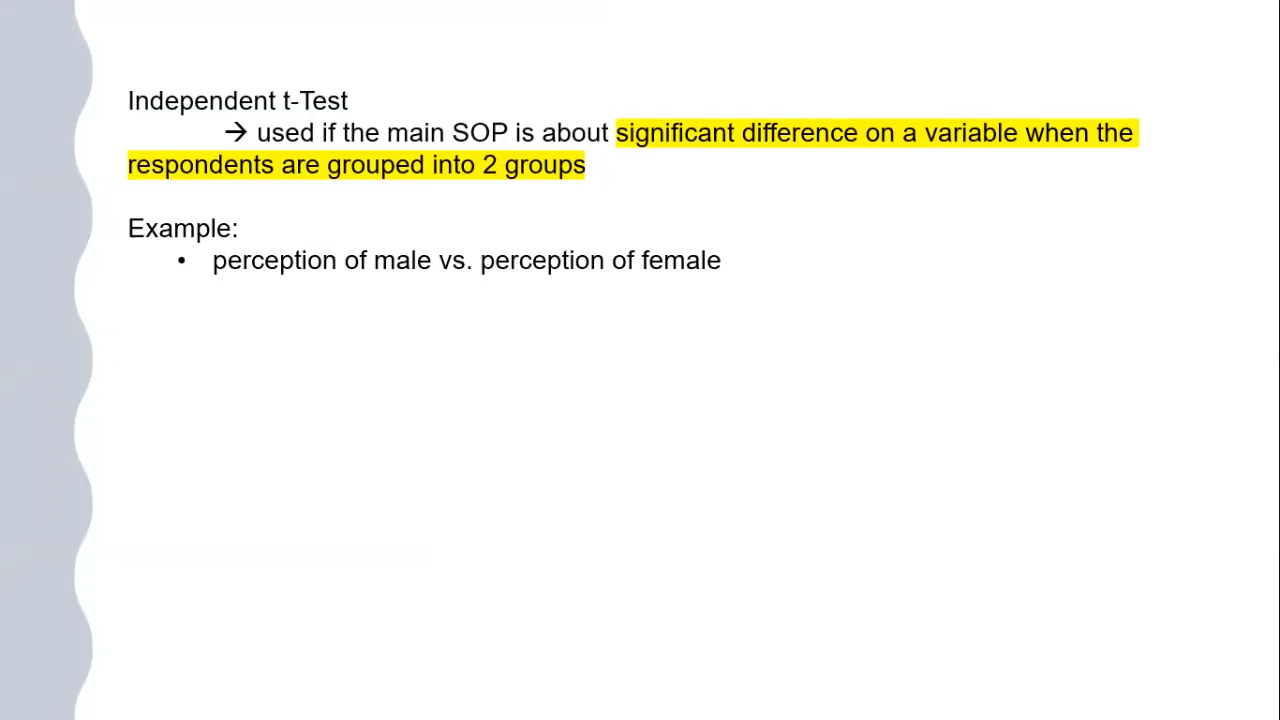 Independent t-Test
→ used if the main SOP is about significant difference on a variable when the
respondents are grouped into 2 groups
Example:
• perception of male vs. perception of female